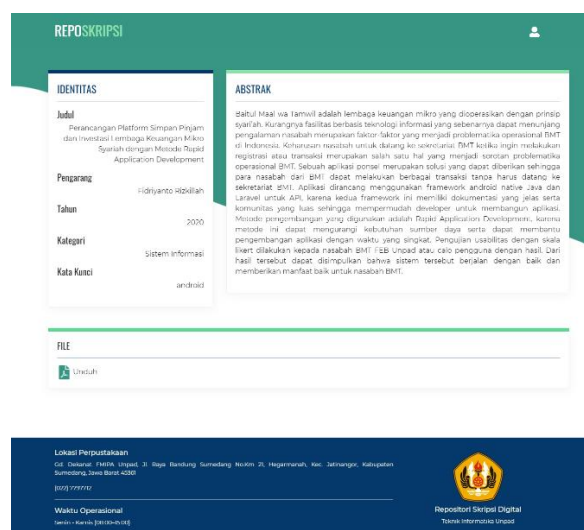 REPOSKRIPSI
IDENTITAS
Judul
Perancangan Platform Simpan Pinjam
dan Investasi Lembaga Keuangan Mikro
Syariah dengan Metode Rapid
Application Development
Pengarang
Fidriyanto Rizkillah
Tahun
2020
Kategori
Sistem Informasi
Kata Kunci
android
ABSTRAK
Baitul Maal wa Tamwil adalah lembaga keuangan mikro yang dioperasikan dengan prinsip
syari'ah. Kurangnya fasilitas berbasis teknologi informasi yang sebenarnya dapat menunjang
pengalaman nasabah merupakan faktor-faktor yang menjadi problematika operasional BMT
di Indonesia. Keharusan nasabah untuk datang ke sekretariat BMT ketika ingin melakukan
registrasi atau transaksi merupakan salah satu hal yang menjadi sorotan problematika
operasional BMT. Sebuah aplikasi ponsel merupakan solusi yang dapat diberikan sehingga
para nasabah dari BMT dapat melakukan berbagai transaksi tanpa harus datang ke
sekretariat BMT. Aplikasi dirancang menggunakan framework android native Java dan
Laravel untuk API, karena kedua framework ini memiliki dokumentasi yang jelas serta
komunitas yang luas sehingga mempermudah developer untuk membangun aplikasi.
Metode pengembangan yang digunakan adalah Rapid Application Development, karena
metode ini dapat mengurangi kebutuhan sumber daya serta dapat membantu
pengembangan aplikasi dengan waktu yang singkat. Pengujian usabilitas dengan skala
likert dilakukan kepada nasabah BMT FEB Unpad atau calo pengguna dengan hasil. Dari
hasil tersebut dapat disimpulkan bahwa sistem tersebut berjalan dengan baik dan
memberikan manfaat baik untuk nasabah BMT.
FILE
Unduh
Lokasi Perpustakaan
Gd. Dekanat FMIPA Unpad, Jl. Raya Bandung Sumedang No.Km 21, Hegarmanah, Kec. Jatinangor, Kabupaten
Sumedang, Jawa Barat 45361
(022) 7797712
Waktu Operasional
Senin - Kamis (08:00-15:00)
Repositori Skripsi Digital
Teknik Informatika Unpad